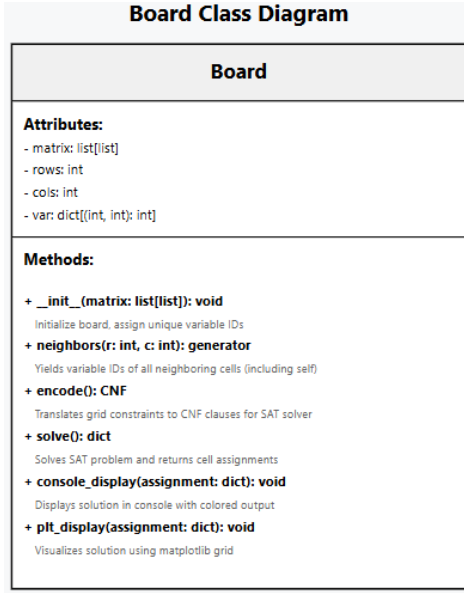 Board Class Diagram
Board
Attributes:
- matrix: list[list]
- rows: int
- cols: int
- var: dict[(int, int): int]
Methods:
+ __init__(matrix: list[list]): void
Initialize board, assign unique variable IDs
+ neighbors(r: int, c: int): generator
Yields variable IDs of all neighboring cells (including self)
+ encode(): CNF
Translates grid constraints to CNF clauses for SAT solver
+ solve(): dict
Solves SAT problem and returns cell assignments
+ console_display(assignment: dict): void
Displays solution in console with colored output
+ plt_display(assignment: dict): void
Visualizes solution using matplotlib grid